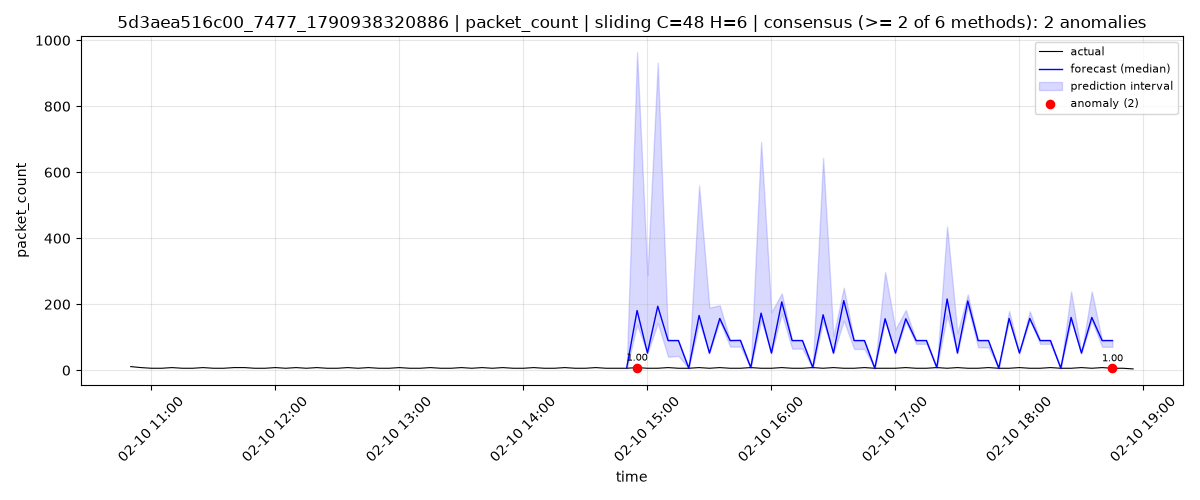 5d3aea516c00_7477_1790938320886 | packet_count | sliding C=48 H=6 | consensus (>= 2 of 6 methods): 2 anomalies
packet_count
1000
800
600
400
200
0
actual
forecast (median)
prediction interval
anomaly (2)
1.00
1.00
02-10 11:00
02-10 12:00
02-10 13:00
02-10 14:00
02-10 15:00
02-10 16:00
02-10 17:00
02-10 18:00
02-10 19:00
time